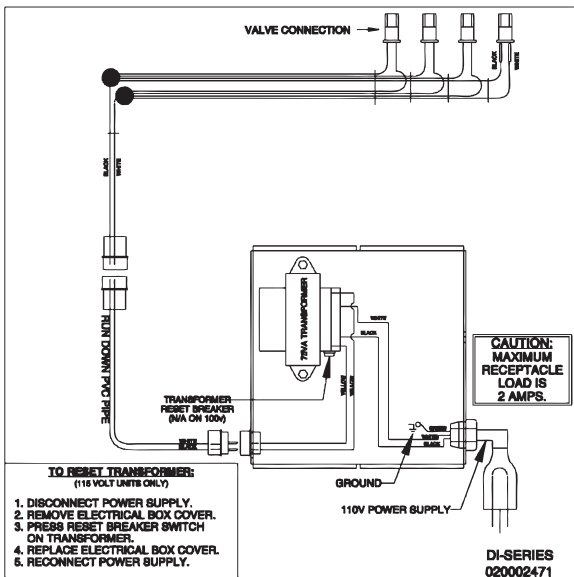 VALVE CONNECTION
BLACK
WHITE
BLACK
WHITE
RUN DOWN PVC PIPE
75VA TRANSFORMER
WHITE
BLACK
YELLOW
YELLOW
TRANSFORMER
RESET BREAKER
(N/A ON 100v)
CAUTION:
MAXIMUM
RECEPTACLE
LOAD IS
2 AMPS.
GREEN
WHITE
BLACK
WHITE
BLACK
GROUND
110V POWER SUPPLY
TO RESET TRANSFORMER:
(115 VOLT UNITS ONLY)
1. DISCONNECT POWER SUPPLY.
2. REMOVE ELECTRICAL BOX COVER.
3. PRESS RESET BREAKER SWITCH
ON TRANSFORMER.
4. REPLACE ELECTRICAL BOX COVER.
5. RECONNECT POWER SUPPLY.
DI-SERIES
020002471